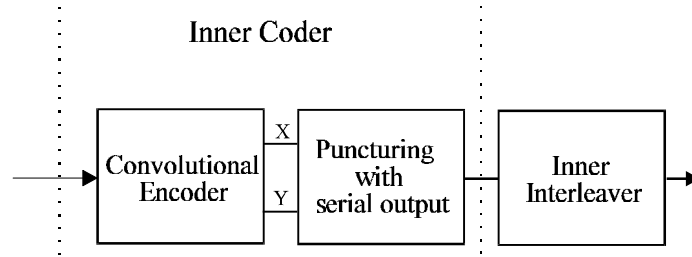 Inner Coder
Convolutional
Encoder
X
Y
Puncturing
with
serial output
Inner
Interleaver